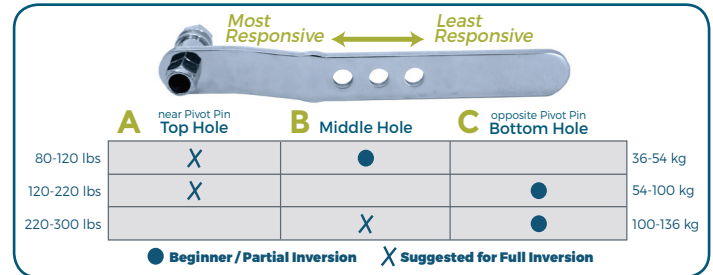 Most Responsive
Least Responsive
A near Pivot Pin Top Hole
B Middle Hole
C opposite Pivot Pin Bottom Hole
80-120 lbs X ● 36-54 kg
120-220 lbs X ● 54-100 kg
220-300 lbs X ● 100-136 kg
● Beginner / Partial Inversion X Suggested for Full Inversion